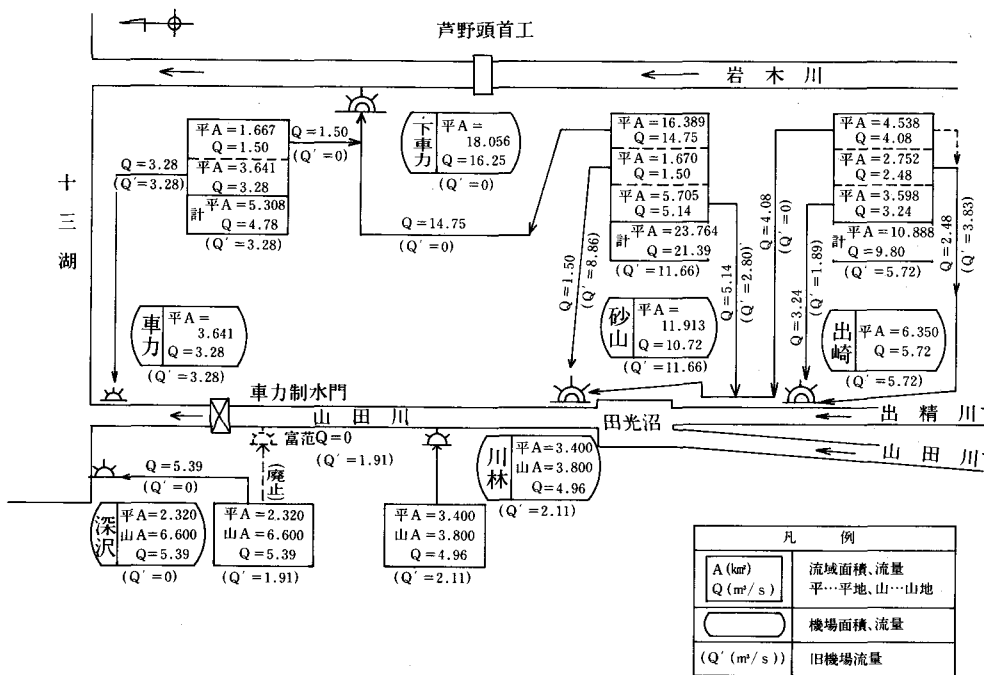 芦野頭首工
岩木川
十三湖
平A=1.667
Q=1.50
平A=3.641
Q=3.28
計 平A=5.308
Q=4.78
(Q'=3.28)
Q=3.28
(Q'=3.28)
Q=1.50
(Q'=0)
下車力
平A=
18.056
Q=16.25
(Q'=0)
Q=14.75
(Q'=0)
平A=16.389
Q=14.75
平A=1.670
Q=1.50
平A=5.705
Q=5.14
計 平A=23.764
Q=21.39
(Q'=11.66)
Q=1.50
(Q'=8.86)
Q=5.14
(Q'=2.80)
Q=4.08
(Q'=0)
平A=4.538
Q=4.08
平A=2.752
Q=2.48
平A=3.598
Q=3.24
計 平A=10.888
Q=9.80
(Q'=5.72)
Q=3.24
(Q'=1.89)
Q=2.48
(Q'=3.83)
車力
平A=
3.641
Q=3.28
(Q'=3.28)
砂山
平A=
11.913
Q=10.72
(Q'=11.66)
出崎
平A=6.350
Q=5.72
(Q'=5.72)
車力制水門
山田川
田光沼
出精川
山田川
富范Q=0
(Q'=1.91)
(廃止)
川林
平A=3.400
山A=3.800
Q=4.96
(Q'=2.11)
Q=5.39
(Q'=0)
深沢
平A=2.320
山A=6.600
Q=5.39
(Q'=0)
平A=2.320
山A=6.600
Q=5.39
(Q'=1.91)
平A=3.400
山A=3.800
Q=4.96
(Q'=2.11)
凡例
A(km²)
Q(m³/s)
流域面積、流量
平…平地、山…山地
機場面積、流量
(Q'(m³/s))
旧機場流量